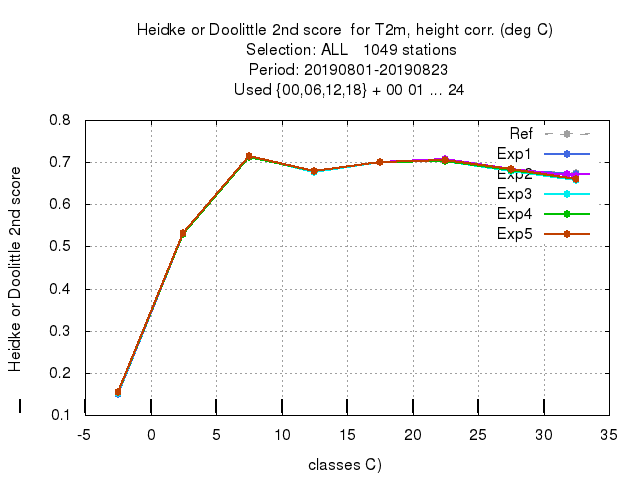 Heidke or Doolittle 2nd score for T2m, height corr. (deg C)
Selection: ALL 1049 stations
Period: 20190801-20190823
Used {00,06,12,18} + 00 01 ... 24
Heidke or Doolittle 2nd score
0.8
0.7
0.6
0.5
0.4
0.3
0.2
0.1
Ref
Exp1
Exp2
Exp3
Exp4
Exp5
-5 0 5 10 15 20 25 30 35
classes C)